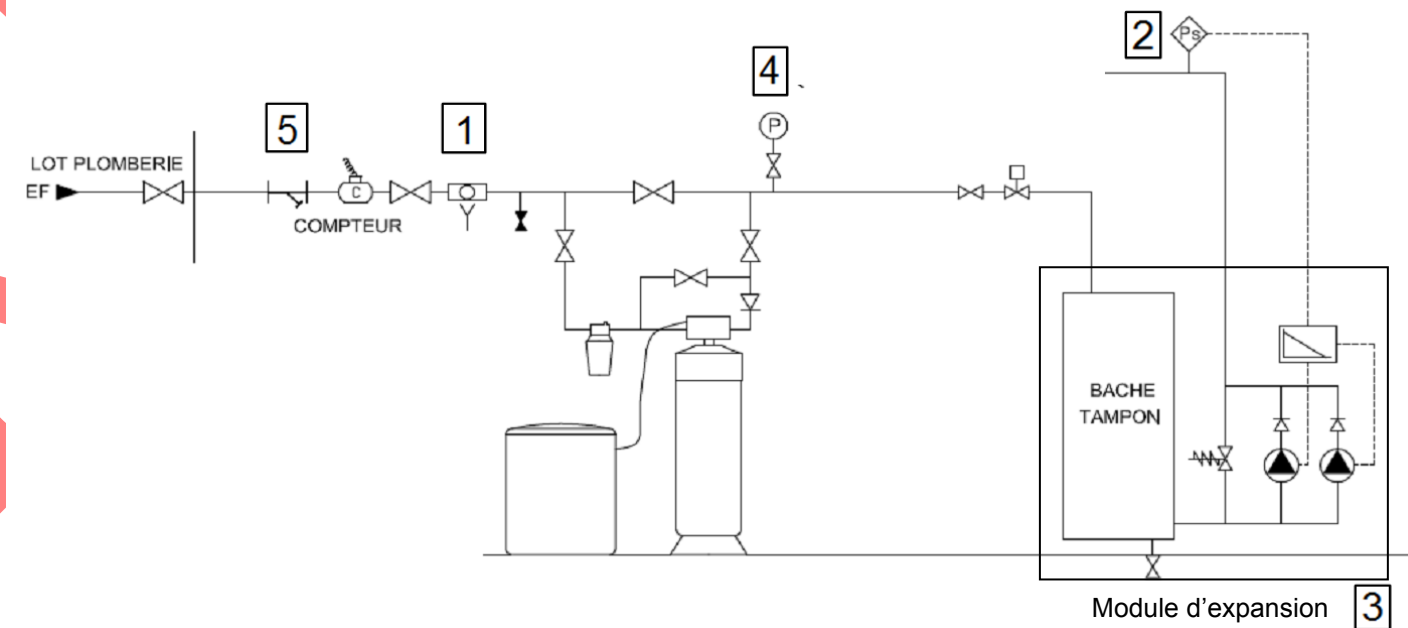 2
Ps
4
P
5
1
LOT PLOMBERIE
EF
C
COMPTEUR
BACHE
TAMPON
Module d'expansion 3